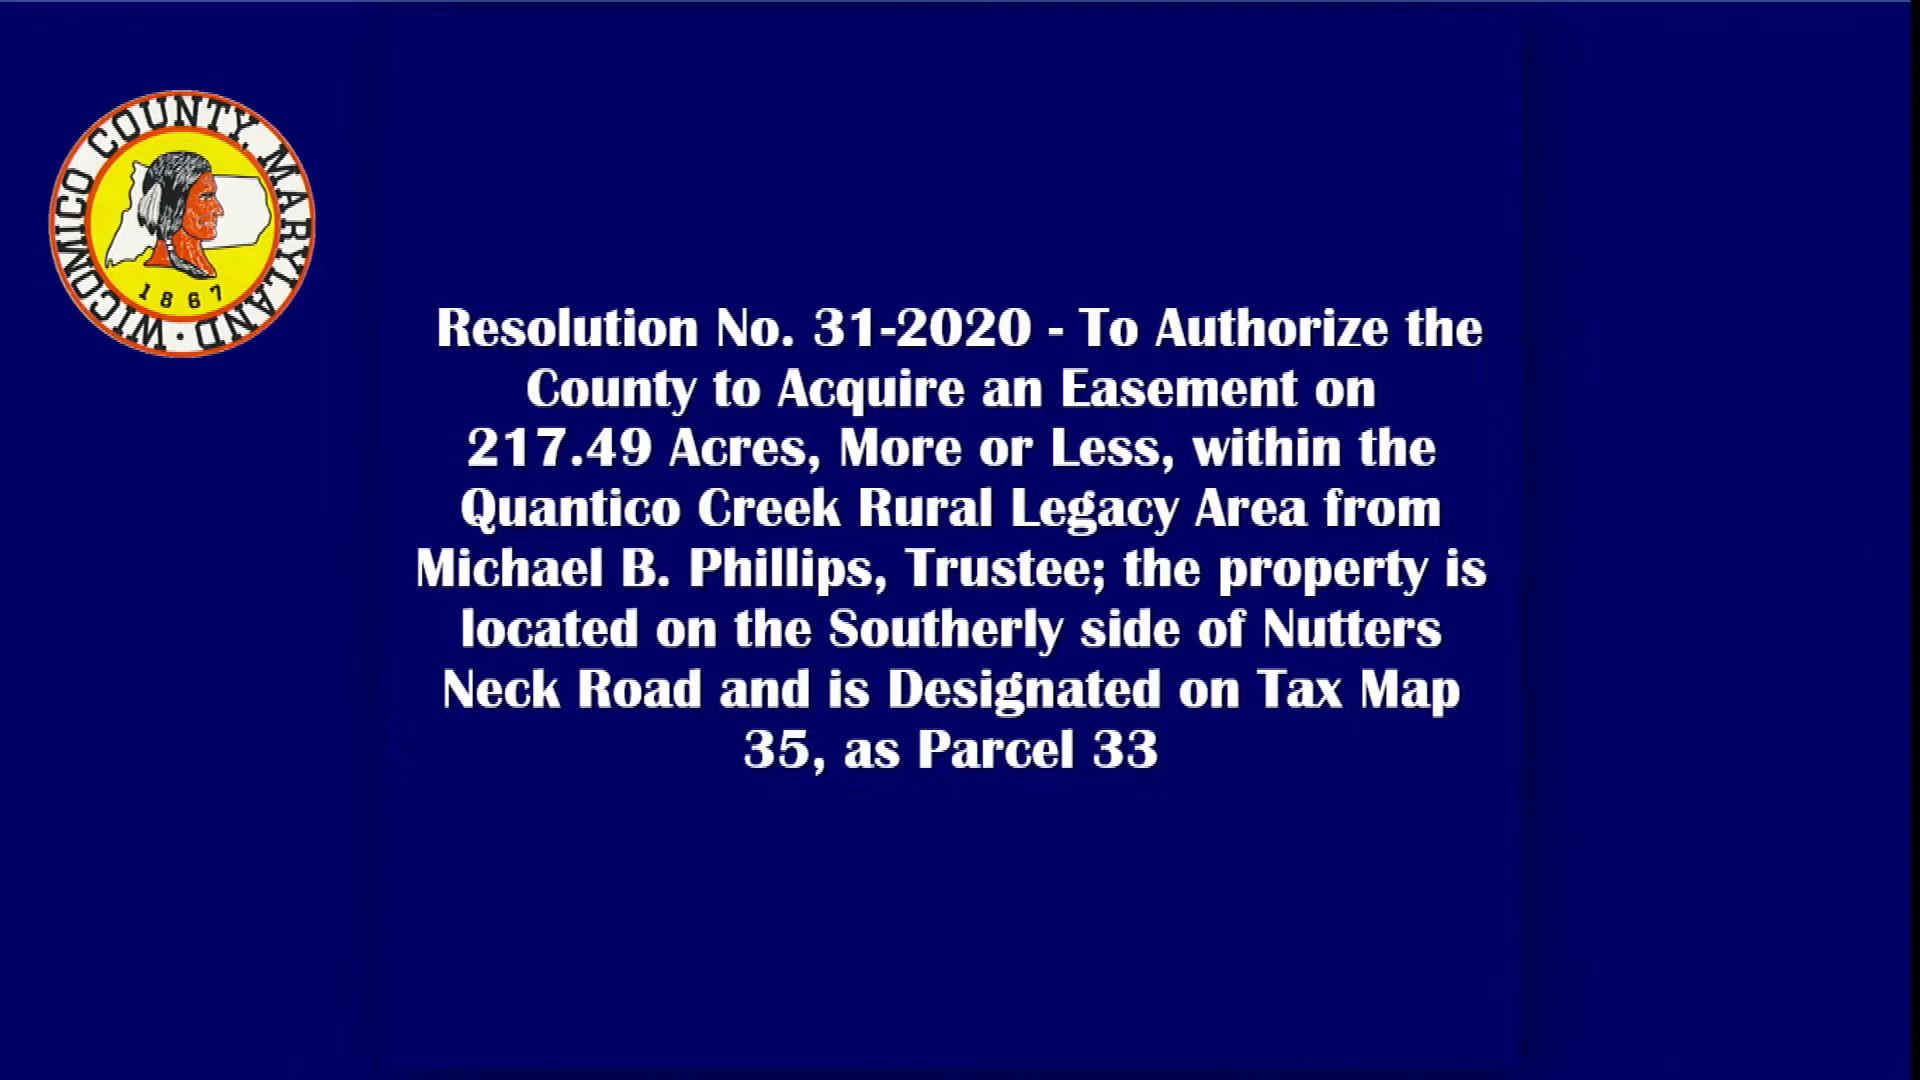 WICOMICO COUNTY, MARYLAND
1867
Resolution No. 31-2020 - To Authorize the
County to Acquire an Easement on
217.49 Acres, More or Less, within the
Quantico Creek Rural Legacy Area from
Michael B. Phillips, Trustee; the property is
located on the Southerly side of Nutters
Neck Road and is Designated on Tax Map
35, as Parcel 33